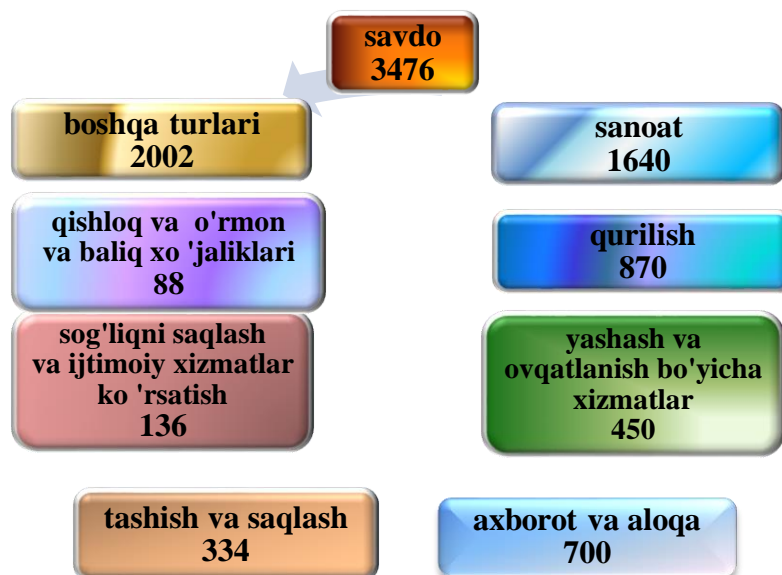 savdo
3476
boshqa turlari
2002
sanoat
1640
qishloq va o'rmon
va baliq xo 'jaliklari
88
qurilish
870
sog'liqni saqlash
va ijtimoiy xizmatlar
ko 'rsatish
136
yashash va
ovqatlanish bo'yicha
xizmatlar
450
tashish va saqlash
334
axborot va aloqa
700